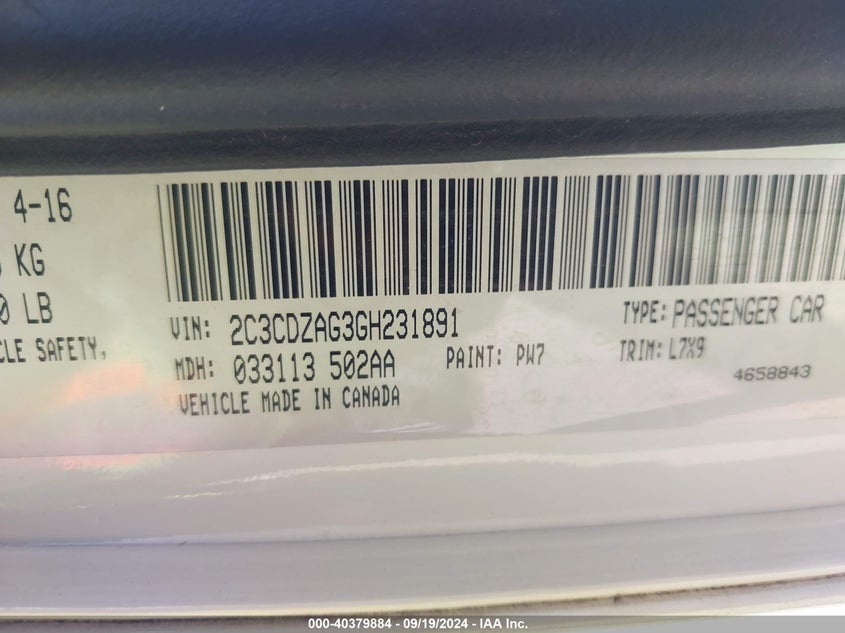 4-16
KG
0 LB
CLE SAFETY,
VIN: 2C3CDZAG3GH231891
TYPE: PASSENGER CAR
MDH: 033113 502AA
PAINT: PW7
TRIM: L7X9
VEHICLE MADE IN CANADA
4658843
000-40379884 - 09/19/2024 - IAA Inc.